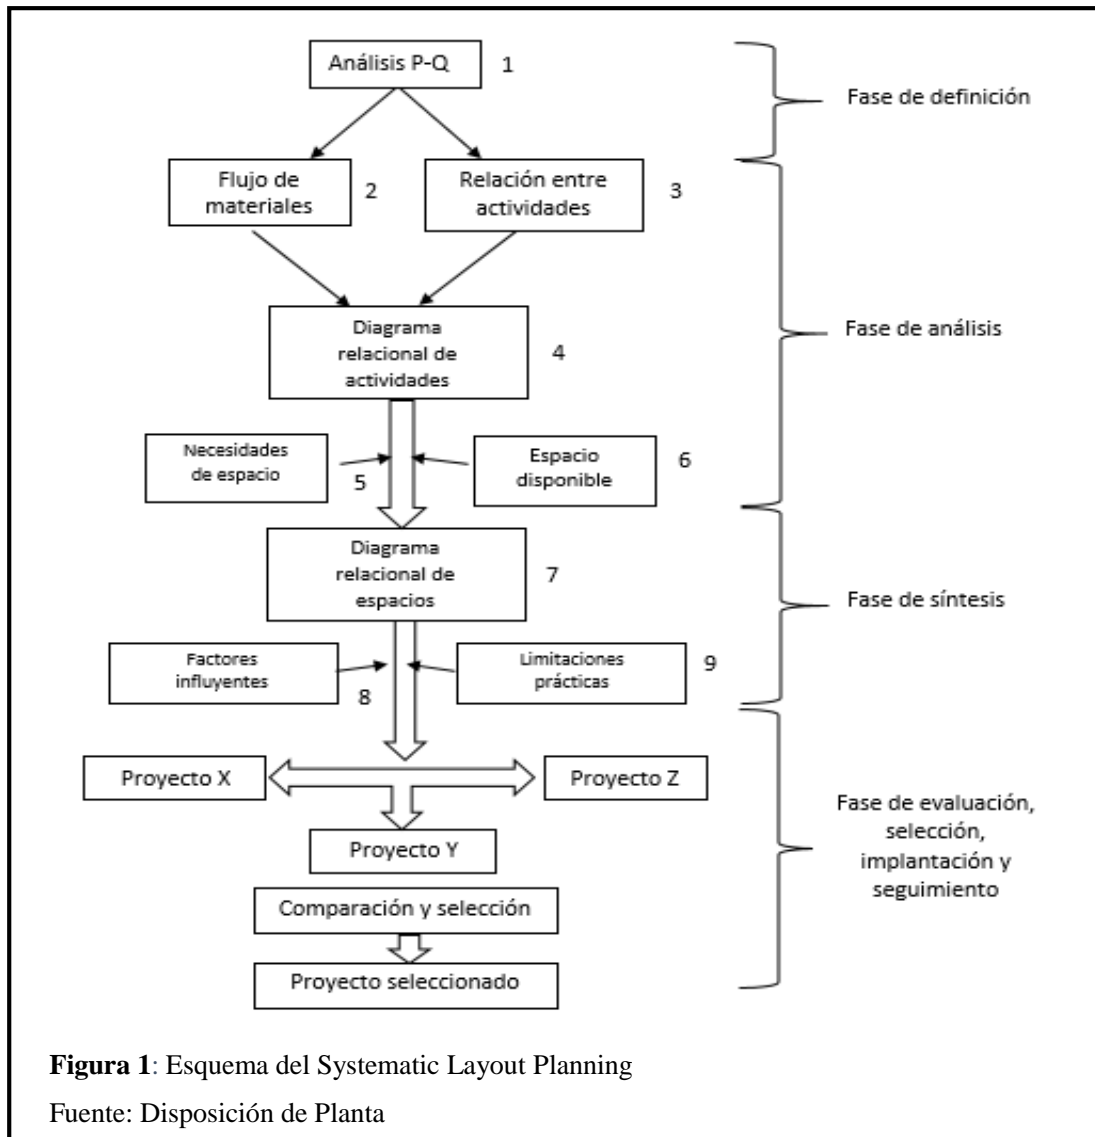 Análisis P-Q
1
Fase de definición
Flujo de
materiales
2
Relación entre
actividades
3
Diagrama
relacional de
actividades
4
Fase de análisis
Necesidades
de espacio
5
Espacio
disponible
6
Diagrama
relacional de
espacios
7
Fase de síntesis
Factores
influyentes
8
Limitaciones
prácticas
9
Proyecto X
Proyecto Z
Proyecto Y
Fase de evaluación,
selección,
implantación y
seguimiento
Comparación y selección
Proyecto seleccionado
Figura 1: Esquema del Systematic Layout Planning
Fuente: Disposición de Planta